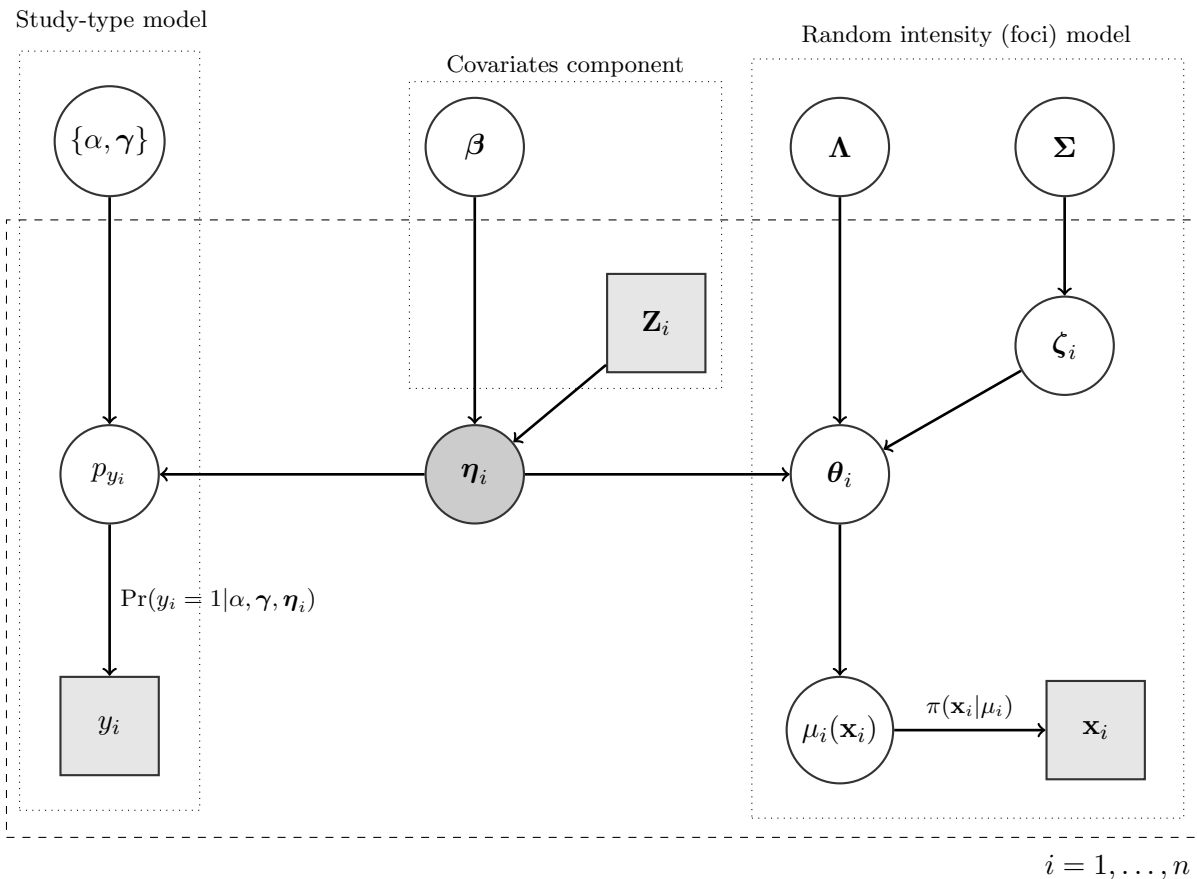 Study-type model
Random intensity (foci) model
Covariates component
{α, γ}
β
Λ
Σ
Z_i
ζ_i
p_{y_i}
η_i
θ_i
Pr(y_i = 1|α, γ, η_i)
y_i
μ_i(x_i)
π(x_i|μ_i)
x_i
i = 1, . . . , n